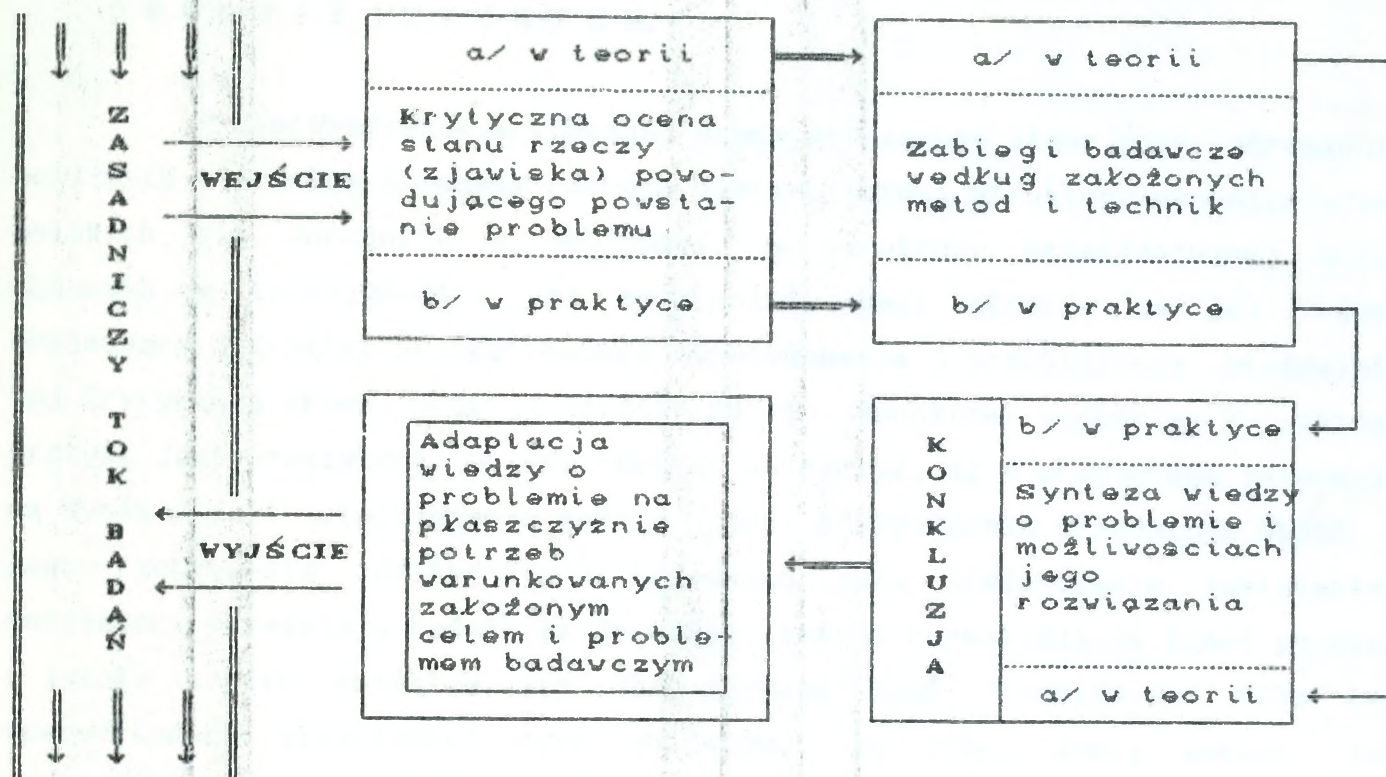 ZASADNICZY TOK BADAŃ
WEJŚCIE
a/ w teorii
Krytyczna ocena
stanu rzeczy
(zjawiska) powo-
dującego powsta-
nie problemu
b/ w praktyce
a/ w teorii
Zabiegi badawcze
według założonych
metod i technik
b/ w praktyce
KONKLUZJA
b/ w praktyce
Synteza wiedzy
o problemie i
możliwościach
jego
rozwiązania
a/ w teorii
Adaptacja
wiedzy o
problemie na
płaszczyźnie
potrzeb
warunkowanych
założonym
celem i proble-
mem badawczym
WYJŚCIE